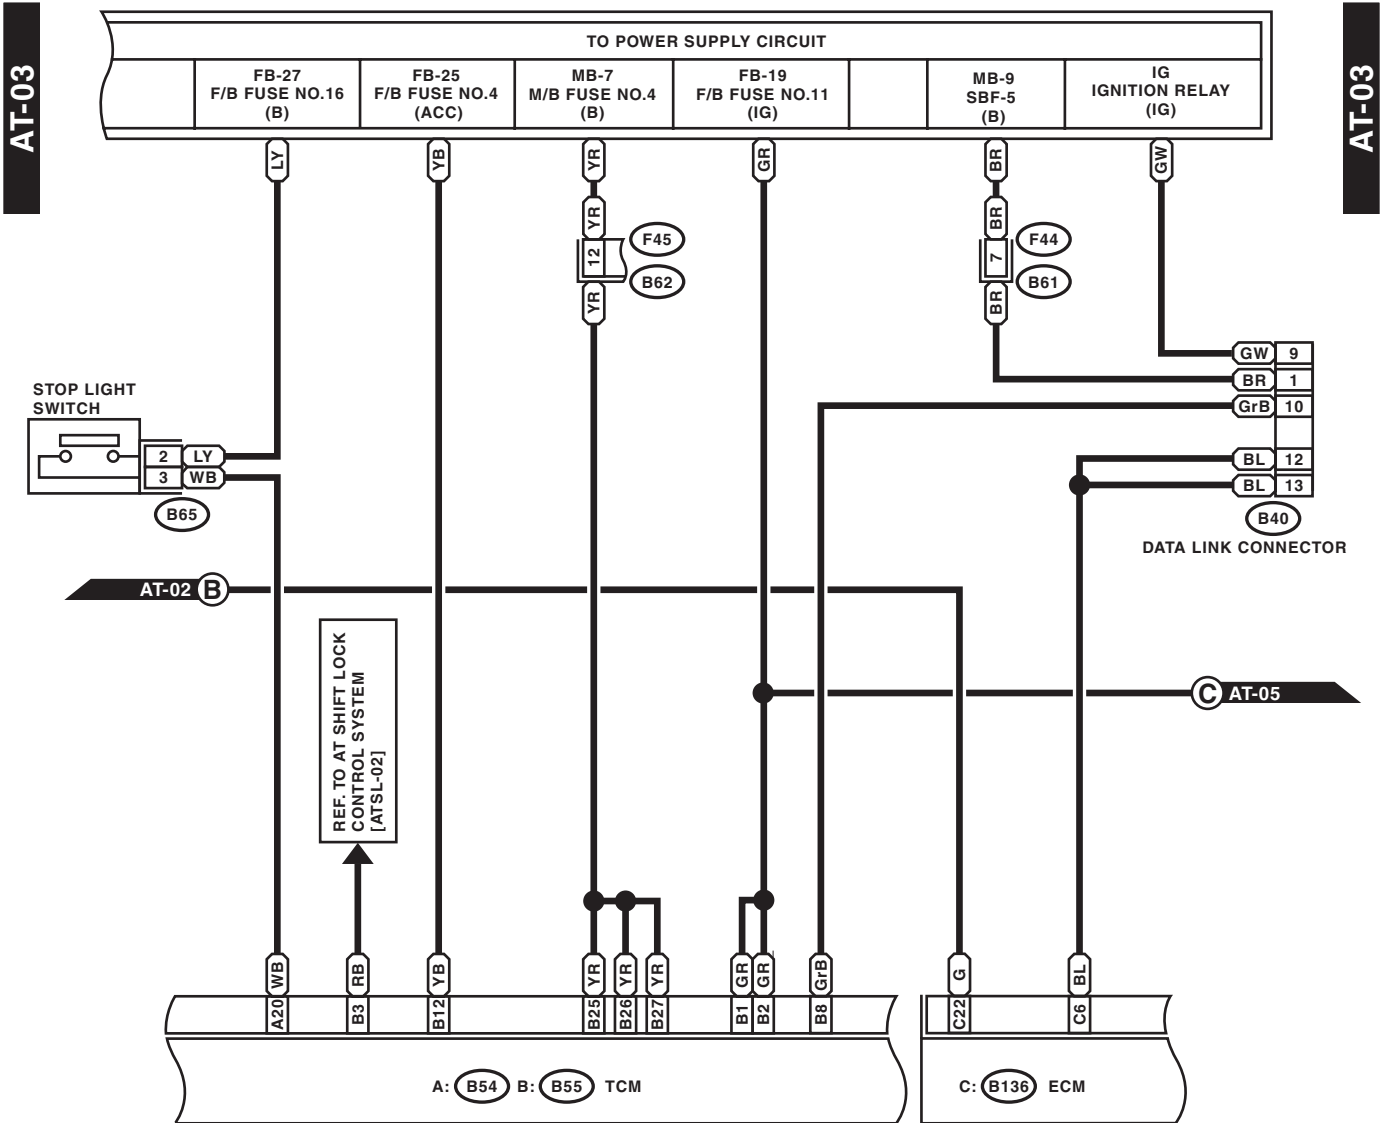 AT-03
AT-03
TO POWER SUPPLY CIRCUIT
FB-27
F/B FUSE NO.16
(B)
FB-25
F/B FUSE NO.4
(ACC)
MB-7
M/B FUSE NO.4
(B)
FB-19
F/B FUSE NO.11
(IG)
MB-9
SBF-5
(B)
IG
IGNITION RELAY
(IG)
LY
YB
YR
GR
BR
GW
YR
BR
12
F45
B62
7
F44
B61
YR
BR
GW 9
BR 1
GrB 10
BL 12
BL 13
B40
DATA LINK CONNECTOR
STOP LIGHT
SWITCH
2 LY
3 WB
B65
AT-02 B
REF. TO AT SHIFT LOCK
CONTROL SYSTEM
[ATSL-02]
C AT-05
WB
RB
YB
YR
YR
YR
GR
GR
GrB
G
BL
A20
B3
B12
B25
B26
B27
B1
B2
B8
C22
C6
A: B54 B: B55 TCM
C: B136 ECM